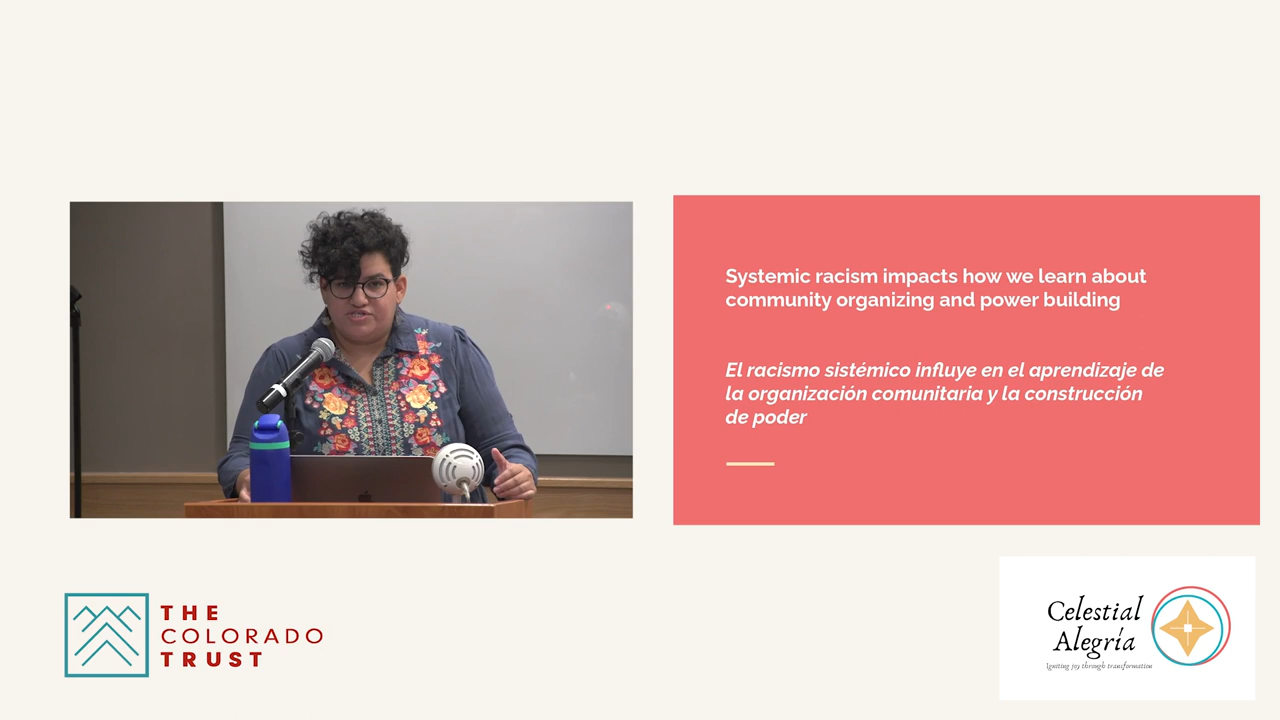 Systemic racism impacts how we learn about
community organizing and power building
El racismo sistémico influye en el aprendizaje de
la organización comunitaria y la construcción
de poder
THE
COLORADO
TRUST
Celestial
Alegría
Igniting joy through transformation